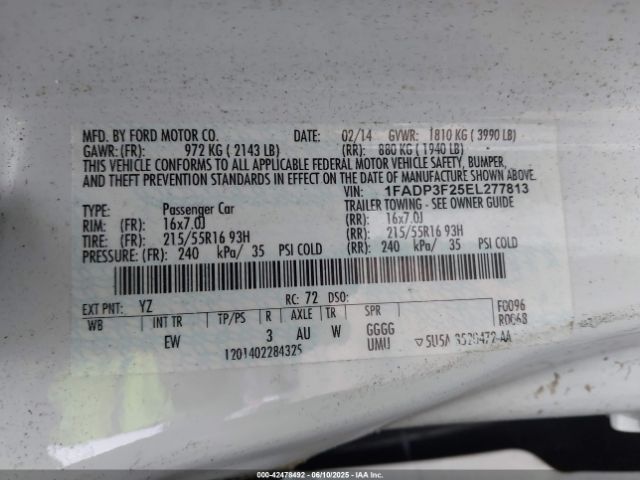 MFD. BY FORD MOTOR CO. DATE: 02/14 GVWR: 1810 KG ( 3990 LB)
GAWR: (FR): 972 KG ( 2143 LB) (RR): 880 KG ( 1940 LB)
THIS VEHICLE CONFORMS TO ALL APPLICABLE FEDERAL MOTOR VEHICLE SAFETY, BUMPER,
AND THEFT PREVENTION STANDARDS IN EFFECT ON THE DATE OF MANUFACTURE SHOWN ABOVE.
VIN: 1FADP3F25EL277813
TYPE: Passenger Car TRAILER TOWING - SEE OWNER GUIDE
RIM: (FR): 16x7.0J (RR): 16x7.0J
TIRE: (FR): 215/55R16 93H (RR): 215/55R16 93H
PRESSURE: (FR): 240 kPa/ 35 PSI COLD (RR): 240 kPa/ 35 PSI COLD
EXT PNT: YZ RC: 72 DSO:
WB INT TR TP/PS R AXLE TR SPR F0096
EW 3 AU W GGGG R0068
UMU
1201402284325
000-42478492 - 06/10/2025 - IAAI.com